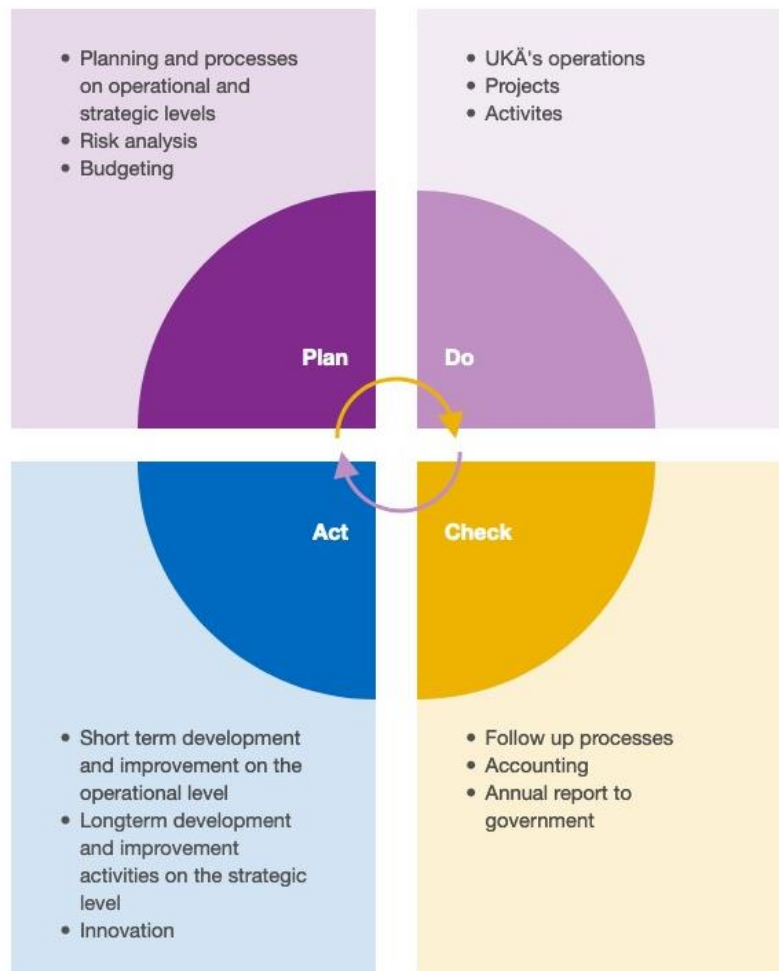 • Planning and processes
on operational and
strategic levels
• Risk analysis
• Budgeting
• UKÄ's operations
• Projects
• Activites
Plan
Do
Act
Check
• Short term development
and improvement on the
operational level
• Longterm development
and improvement
activities on the strategic
level
• Innovation
• Follow up processes
• Accounting
• Annual report to
government